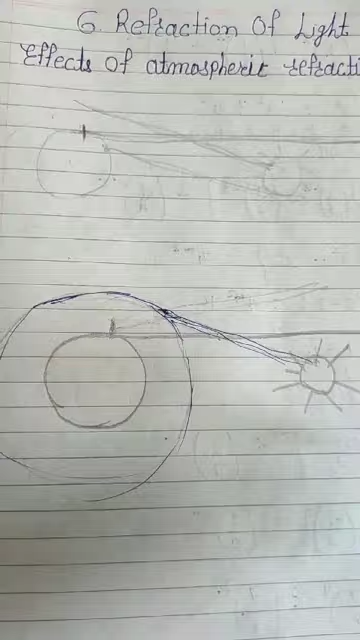 6. Refraction Of Light
Effects of atmospheric refracti